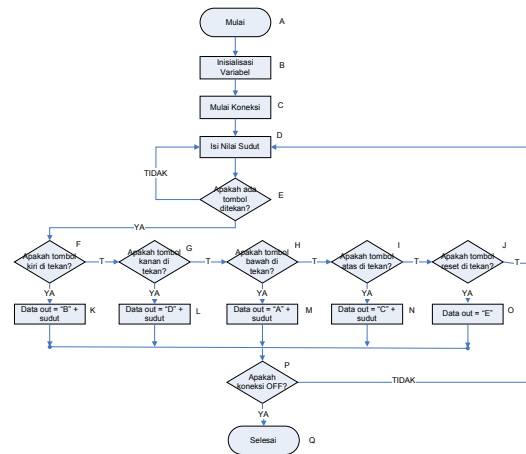 Mulai
A
Inisialisasi
Variabel
B
Mulai Koneksi
C
D
Isi Nilai Sudut
TIDAK
Apakah ada
tombol
ditekan?
E
YA
F
Apakah tombol
kiri di tekan?
T
G
Apakah tombol
kanan di
tekan?
T
H
Apakah tombol
bawah di
tekan?
T
I
Apakah tombol
atas di tekan?
T
J
Apakah tombol
reset di tekan?
T
YA
YA
YA
YA
YA
Data out = “B” +
sudut
K
Data out = “D” +
sudut
L
Data out = “A” +
sudut
M
Data out = “C” +
sudut
N
Data out = “E”
O
P
Apakah
koneksi OFF?
TIDAK
YA
Selesai
Q